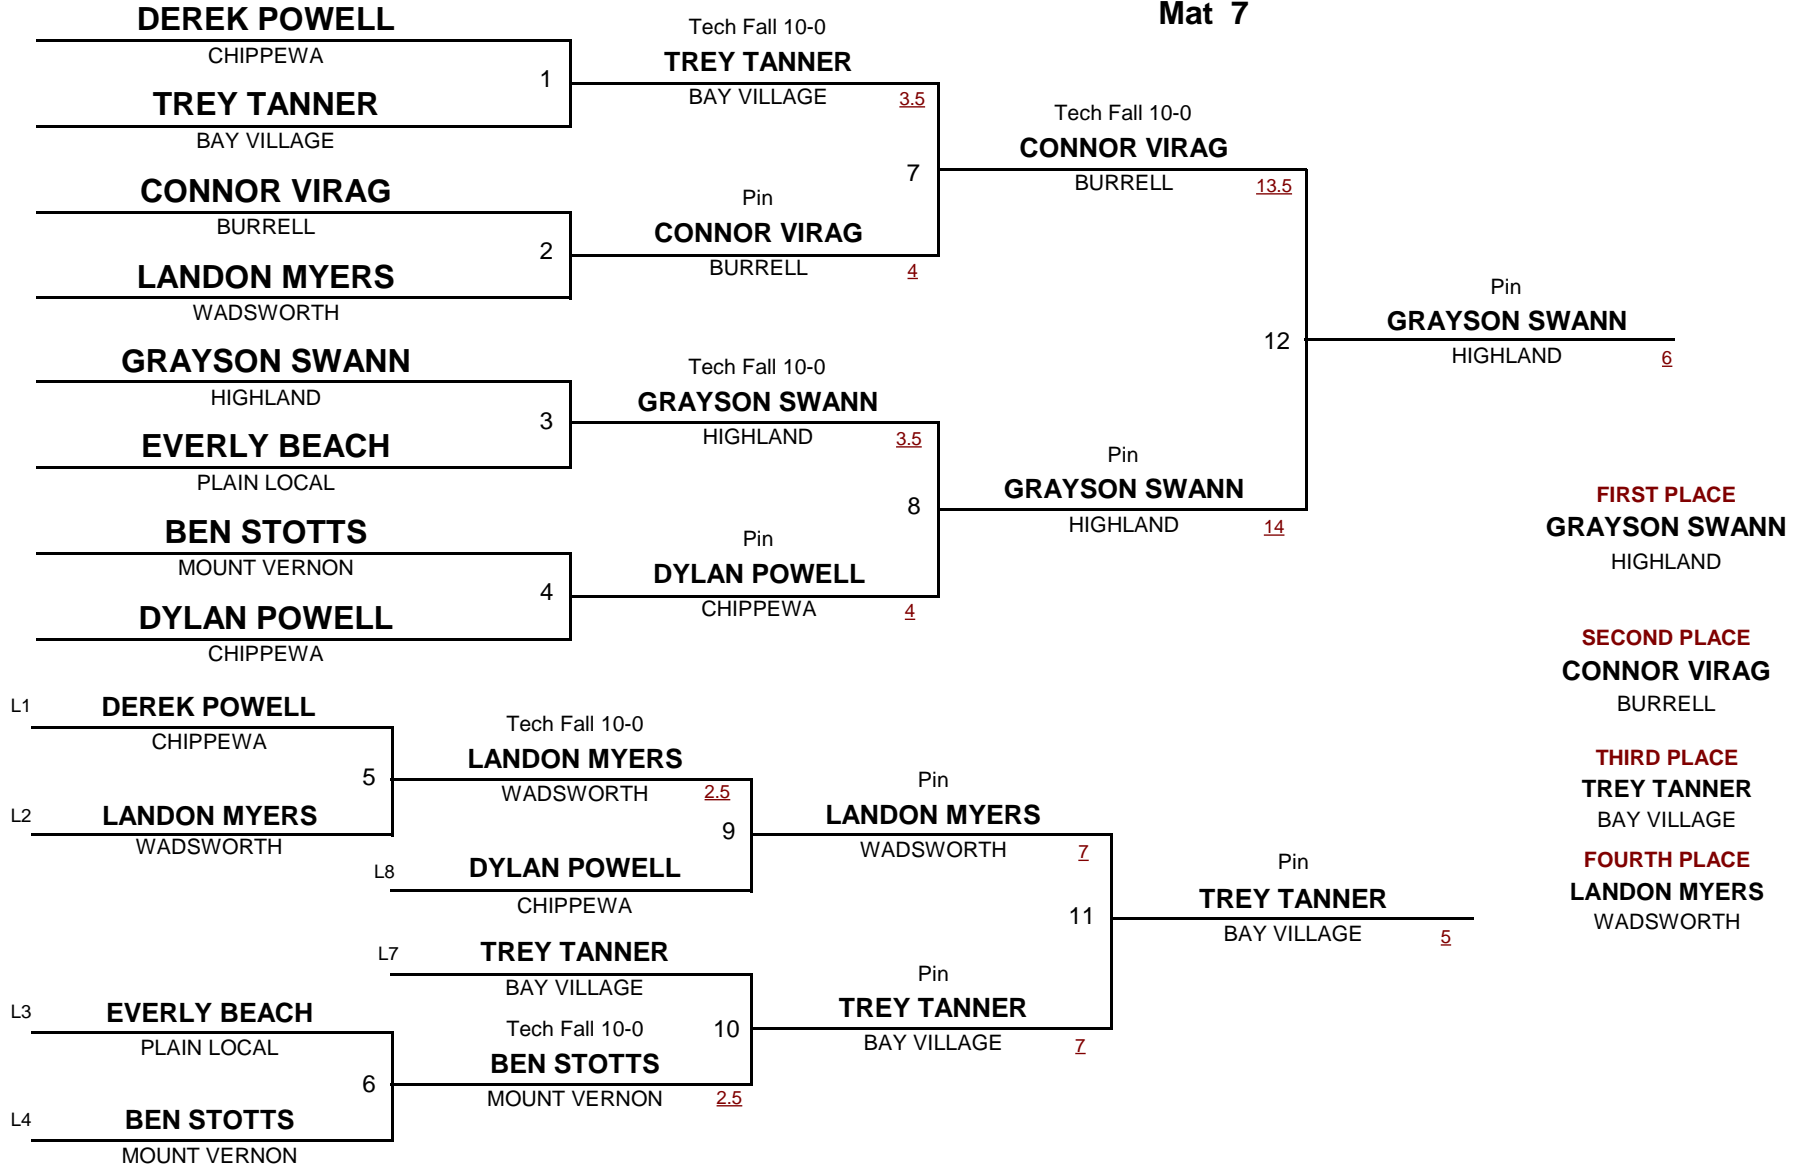 Mat 7
DEREK POWELL
CHIPPEWA
1
TREY TANNER
BAY VILLAGE
CONNOR VIRAG
BURRELL
2
LANDON MYERS
WADSWORTH
GRAYSON SWANN
HIGHLAND
3
EVERLY BEACH
PLAIN LOCAL
BEN STOTTS
MOUNT VERNON
4
DYLAN POWELL
CHIPPEWA
Tech Fall 10-0
TREY TANNER
BAY VILLAGE 3.5
7
Pin
CONNOR VIRAG
BURRELL 4
Tech Fall 10-0
GRAYSON SWANN
HIGHLAND 3.5
8
Pin
DYLAN POWELL
CHIPPEWA 4
Tech Fall 10-0
CONNOR VIRAG
BURRELL 13.5
12
Pin
GRAYSON SWANN
HIGHLAND 14
Pin
GRAYSON SWANN
HIGHLAND 6
L1 DEREK POWELL
CHIPPEWA
5
L2 LANDON MYERS
WADSWORTH
Tech Fall 10-0
LANDON MYERS
WADSWORTH 2.5
9
L8 DYLAN POWELL
CHIPPEWA
L7 TREY TANNER
BAY VILLAGE
L3 EVERLY BEACH
PLAIN LOCAL
6
L4 BEN STOTTS
MOUNT VERNON
Tech Fall 10-0
10
BEN STOTTS
MOUNT VERNON 2.5
Pin
LANDON MYERS
WADSWORTH 7
11
Pin
TREY TANNER
BAY VILLAGE 7
Pin
TREY TANNER
BAY VILLAGE 5
FIRST PLACE
GRAYSON SWANN
HIGHLAND
SECOND PLACE
CONNOR VIRAG
BURRELL
THIRD PLACE
TREY TANNER
BAY VILLAGE
FOURTH PLACE
LANDON MYERS
WADSWORTH